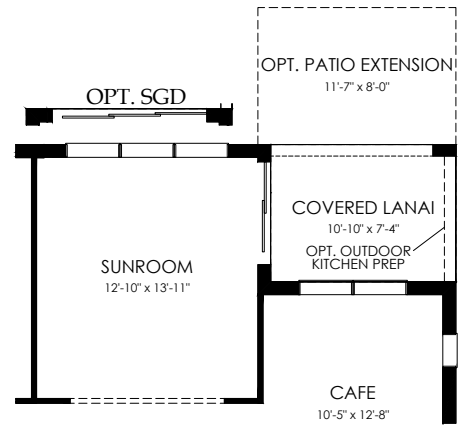 OPT. PATIO EXTENSION
11'-7" x 8'-0"
OPT. SGD
COVERED LANAI
10'-10" x 7'-4"
OPT. OUTDOOR
KITCHEN PREP
SUNROOM
12'-10" x 13'-11"
CAFE
10'-5" x 12'-8"